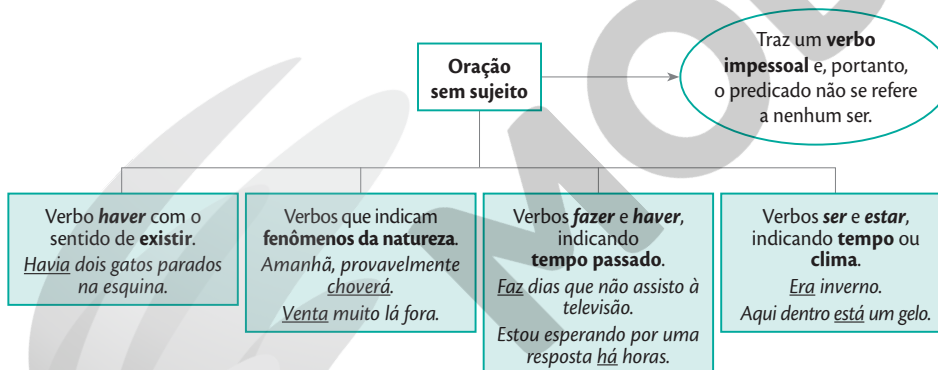 Oração
sem sujeito
Traz um verbo
impessoal e, portanto,
o predicado não se refere
a nenhum ser.
Verbo haver com o
sentido de existir.
Havia dois gatos parados
na esquina.
Verbos que indicam
fenômenos da natureza.
Amanhã, provavelmente
choverá.
Venta muito lá fora.
Verbos fazer e haver,
indicando
tempo passado.
Faz dias que não assisto à
televisão.
Estou esperando por uma
resposta há horas.
Verbos ser e estar,
indicando tempo ou
clima.
Era inverno.
Aqui dentro está um gelo.